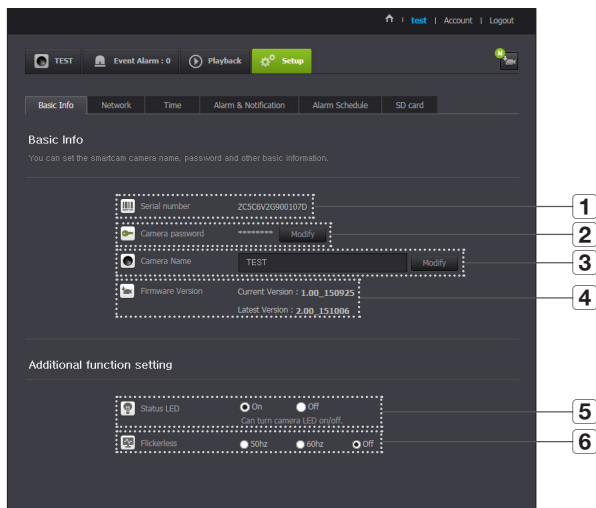 test | Account | Logout
TEST Event Alarm : 0 Playback Setup
N
Basic Info Network Time Alarm & Notification Alarm Schedule SD card
Basic Info
You can set the smartcam camera name, password and other basic information.
Serial number ZC5C6V2G900107D 1
Camera password ******** Modify 2
Camera Name TEST Modify 3
Firmware Version Current Version : 1.00_150925 4
Latest Version : 2.00_151006
Additional function setting
Status LED On Off 5
Can turn camera LED on/off.
Flickerless 50hz 60hz Off 6